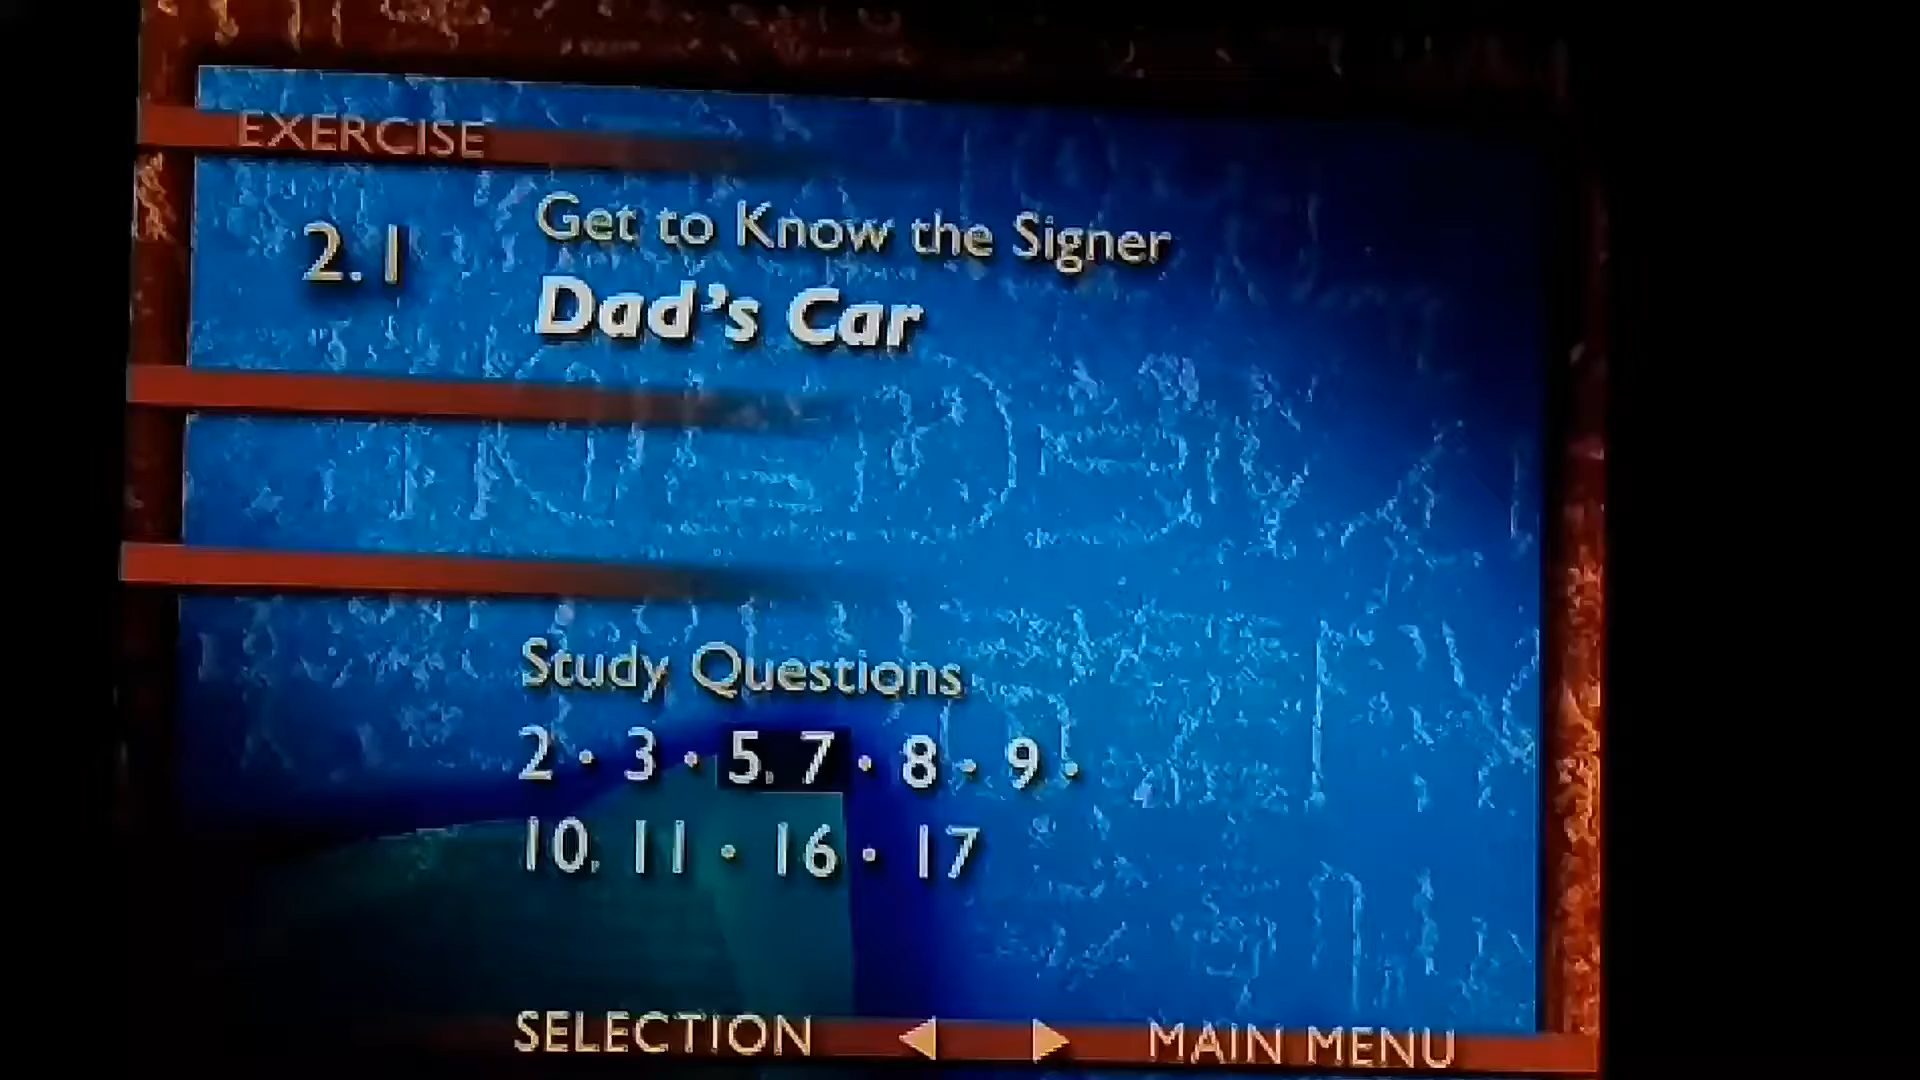 EXERCISE
2.1
Get to Know the Signer
Dad's Car
Study Questions
2 • 3 • 5, 7 • 8 • 9 •
10, 11 • 16 • 17
SELECTION ◀ ▶ MAIN MENU